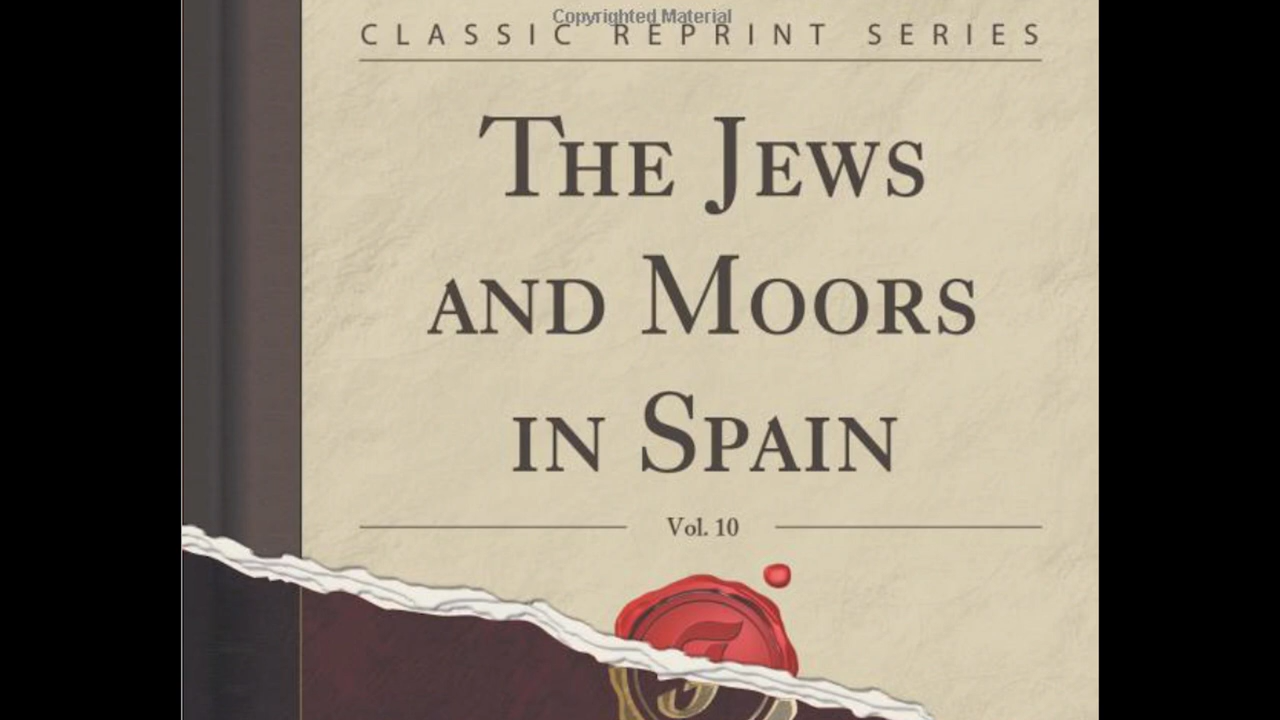 Copyrighted Material
CLASSIC REPRINT SERIES
THE JEWS
AND MOORS
IN SPAIN
Vol. 10